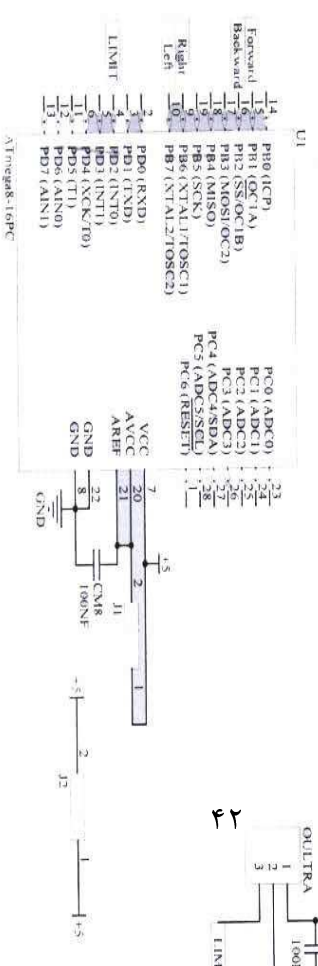 U1
14 PB0 (ICP)
Forward 15 PB1 (OC1A)
Backward 16 PB2 (SS/OC1B)
17 PB3 (MOSI/OC2)
18 PB4 (MISO)
19 PB5 (SCK)
Right 9 PB6 (XTAL1/TOSC1)
Left 10 PB7 (XTAL2/TOSC2)
2 PD0 (RXD)
3 PD1 (TXD)
LIMIT 4 PD2 (INT0)
5 PD3 (INT1)
6 PD4 (XCK/T0)
11 PD5 (T1)
12 PD6 (AIN0)
13 PD7 (AIN1)
ATmega8-16PC
PC0 (ADC0) 23
PC1 (ADC1) 24
PC2 (ADC2) 25
PC3 (ADC3) 26
PC4 (ADC4/SDA) 27
PC5 (ADC5/SCL) 28
PC6 (RESET) 1
VCC 7
AVCC 20
AREF 21
GND 22
GND 8
+5
2 1
J1
CM8
100NF
GND
+5 2 1 +5
J2
۴۲
OULTRA
1
2
3